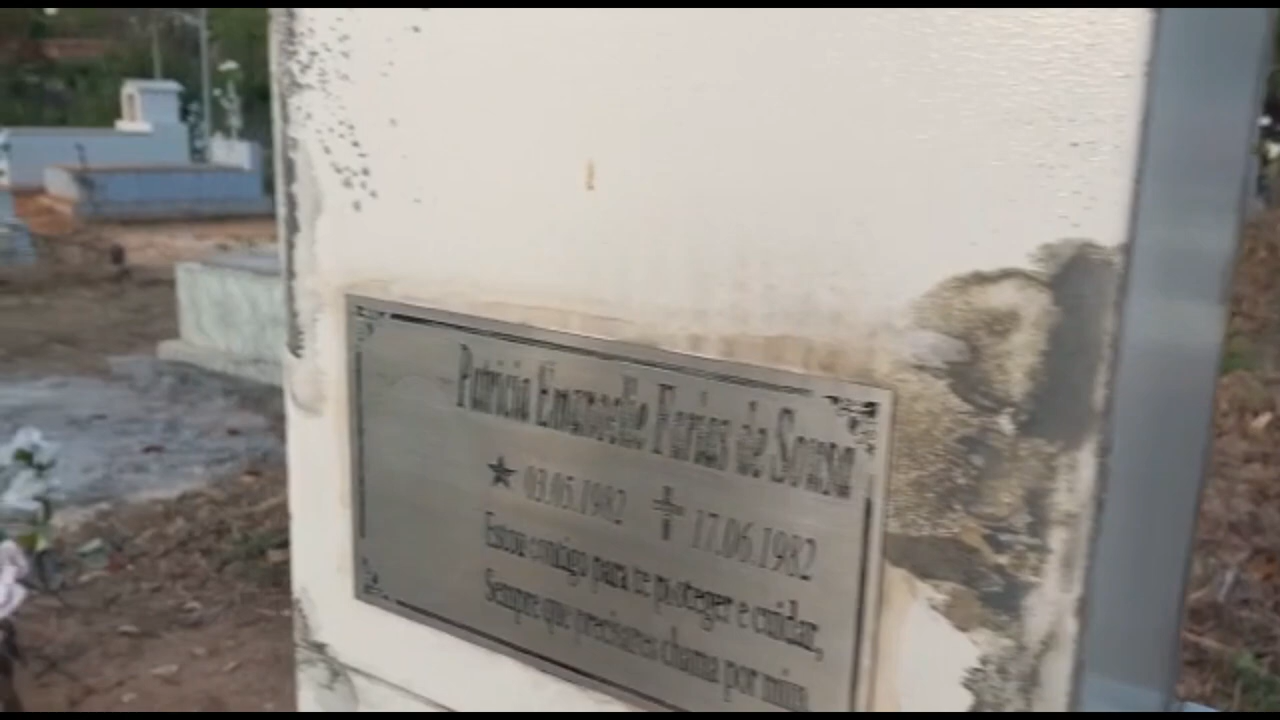 Patricia Emanuelle Farias de Sousa
03.05.1982 17.06.1982
Estou contigo para te proteger e cuidar,
Sempre que precisares chama por mim